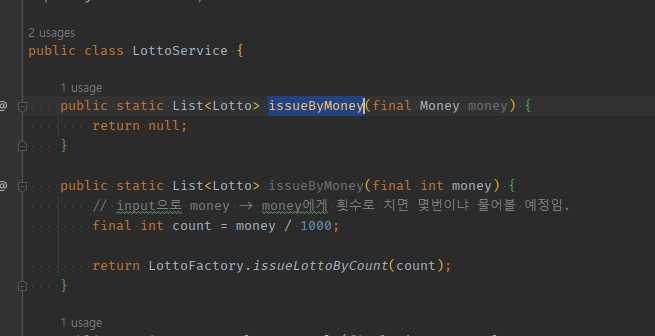 2 usages
public class LottoService {
1 usage
public static List<Lotto> issueByMoney(final Money money) {
return null;
}
public static List<Lotto> issueByMoney(final int money) {
// input으로 money -> money에게 횟수로 치면 몇번이냐 물어볼 예정임.
final int count = money / 1000;
return LottoFactory.issueLottoByCount(count);
}
1 usage